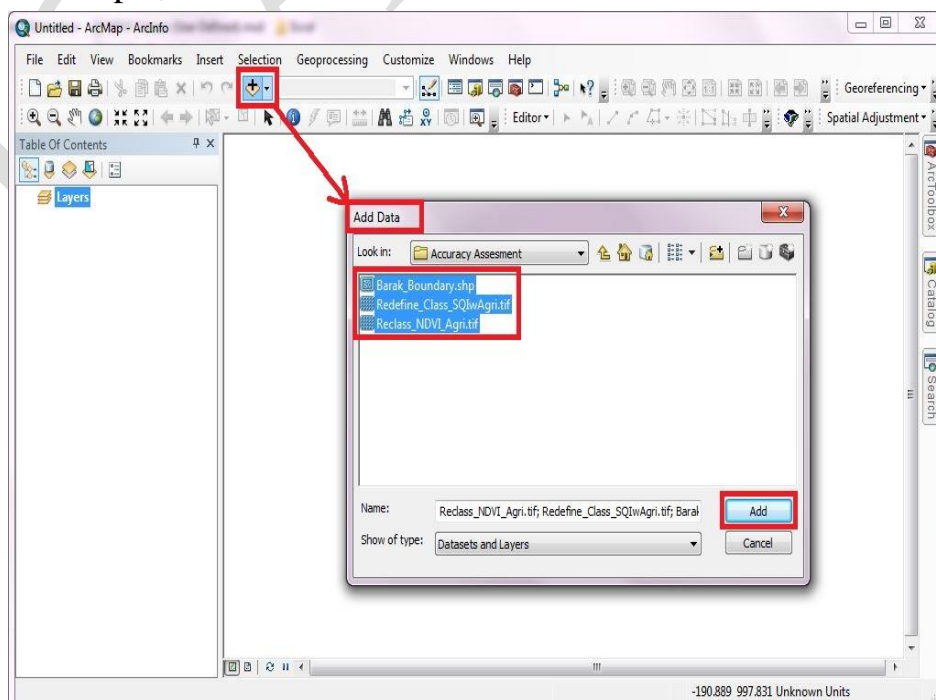 Untitled - ArcMap - ArcInfo
File Edit View Bookmarks Insert Selection Geoprocessing Customize Windows Help
Georeferencing
Editor
Spatial Adjustment
Table Of Contents
Layers
Add Data
Look in: Accuracy Assesment
Barak_Boundary.shp
Redefine_Class_SQIwAgri.tif
Reclass_NDVI_Agri.tif
Name: Reclass_NDVI_Agri.tif; Redefine_Class_SQIwAgri.tif; Barak
Add
Show of type: Datasets and Layers
Cancel
ArcToolbox
Catalog
Search
-190.889 997.831 Unknown Units